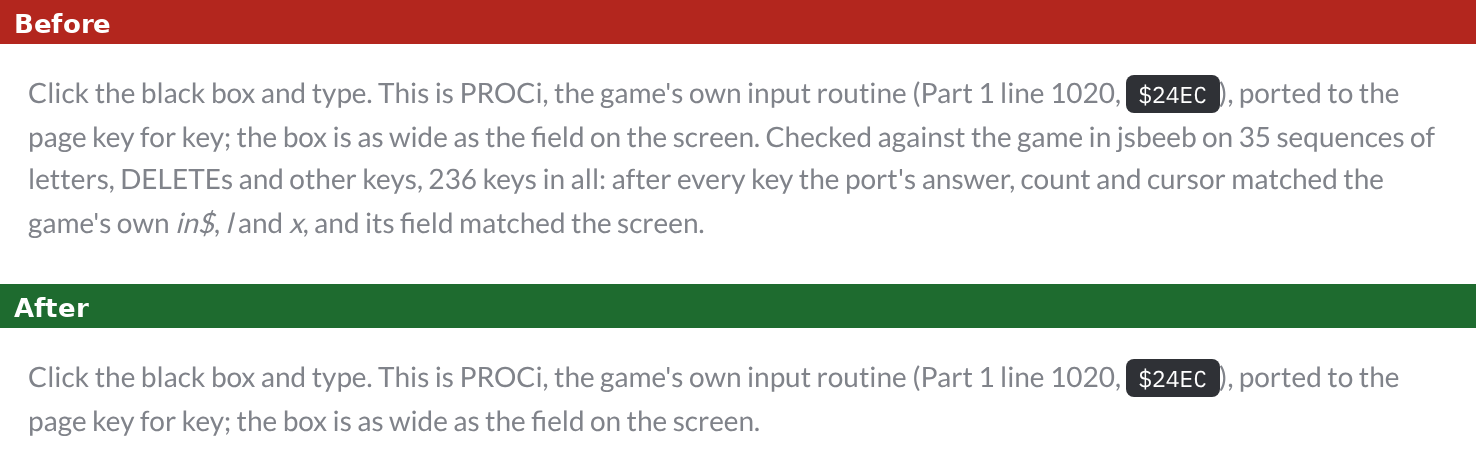 Before
Click the black box and type. This is PROCi, the game's own input routine (Part 1 line 1020, $24EC), ported to the
page key for key; the box is as wide as the field on the screen. Checked against the game in jsbeeb on 35 sequences of
letters, DELETEs and other keys, 236 keys in all: after every key the port's answer, count and cursor matched the
game's own in$, l and x, and its field matched the screen.
After
Click the black box and type. This is PROCi, the game's own input routine (Part 1 line 1020, $24EC), ported to the
page key for key; the box is as wide as the field on the screen.